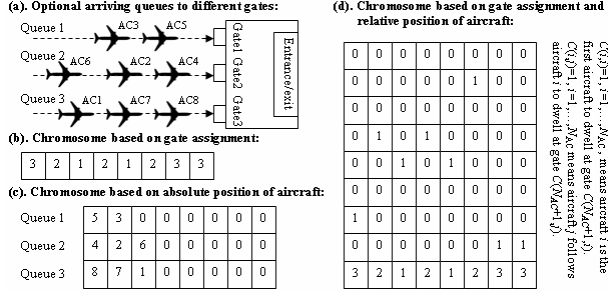 (a). Optional arriving queues to different gates:
Queue 1
AC3 AC5
Queue 2
AC6 AC2 AC4
Queue 3
AC1 AC7 AC8
Gate1 Gate2 Gate3
Entrance/exit
(b). Chromosome based on gate assignment:
3 2 1 2 1 2 3 3
(c). Chromosome based on absolute position of aircraft:
Queue 1 5 3 0 0 0 0 0 0
Queue 2 4 2 6 0 0 0 0 0
Queue 3 8 7 1 0 0 0 0 0
(d). Chromosome based on gate assignment and
relative position of aircraft:
0 0 0 0 0 0 0 0
0 0 0 0 0 1 0 0
0 0 0 0 0 0 0 0
0 1 0 1 0 0 0 0
0 0 1 0 1 0 0 0
0 0 0 0 0 0 0 0
1 0 0 0 0 0 0 0
0 0 0 0 0 0 1 1
3 2 1 2 1 2 3 3
C(i,i)=1, i=1,…,NAC, means aircraft i is the
first aircraft to dwell at gate C(NAC+1,i).
C(i,j)=1, i=1,…,NAC means aircraft j follows
aircraft i to dwell at gate C(NAC+1,j).